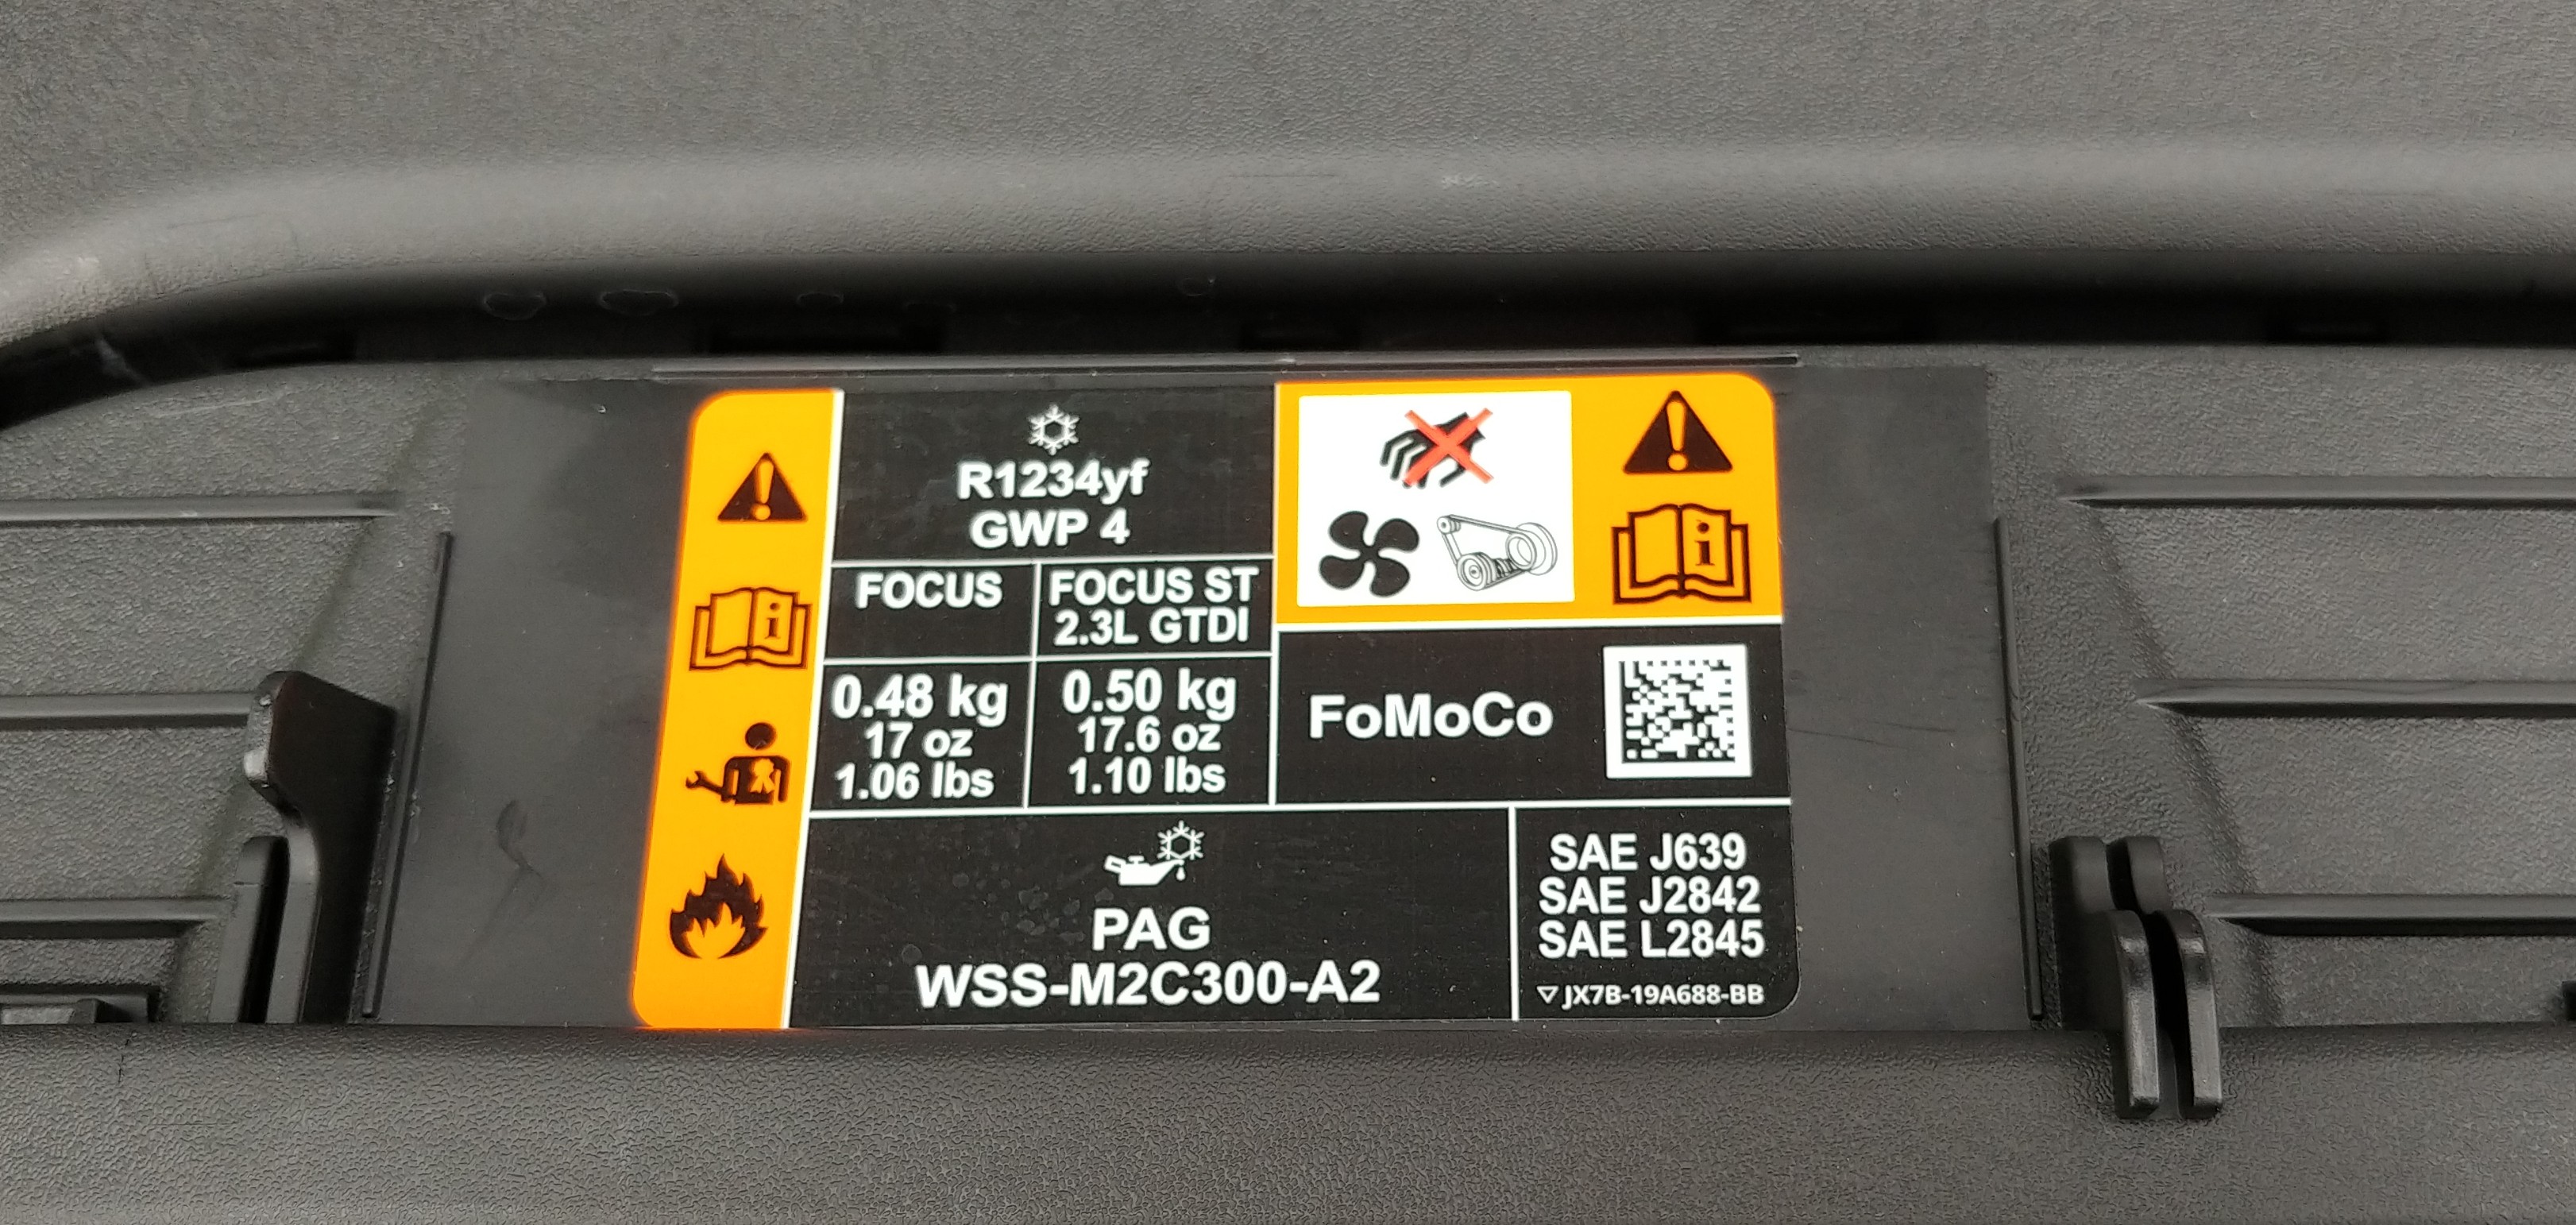 R1234yf
GWP 4
FOCUS
FOCUS ST
2.3L GTDI
0.48 kg
17 oz
1.06 lbs
0.50 kg
17.6 oz
1.10 lbs
FoMoCo
PAG
WSS-M2C300-A2
SAE J639
SAE J2842
SAE L2845
JX7B-19A688-BB